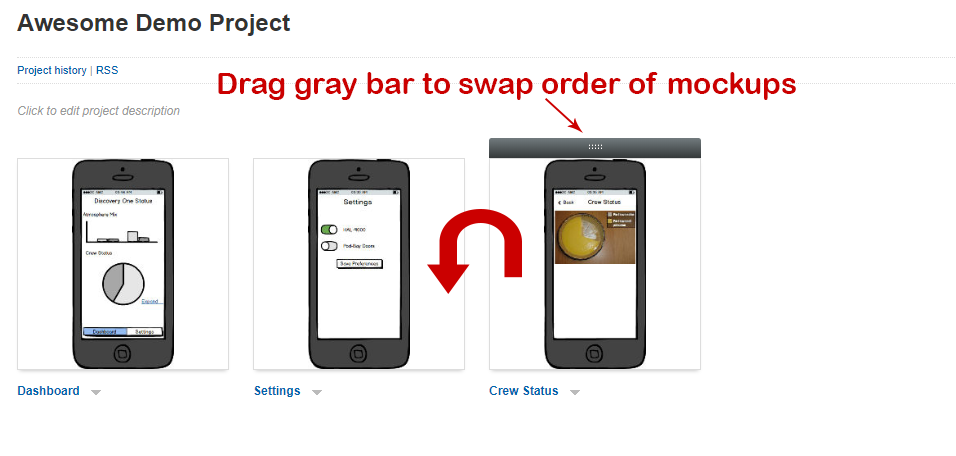 Awesome Demo Project
Project history | RSS
Drag gray bar to swap order of mockups
Click to edit project description
Discovery One Status
Atmosphere Mix
Crew Status
Expand...
Dashboard Settings
Settings
HAL 9000
Pod-Bay Doors
Save Preferences
Back Crew Status
Dashboard
Settings
Crew Status